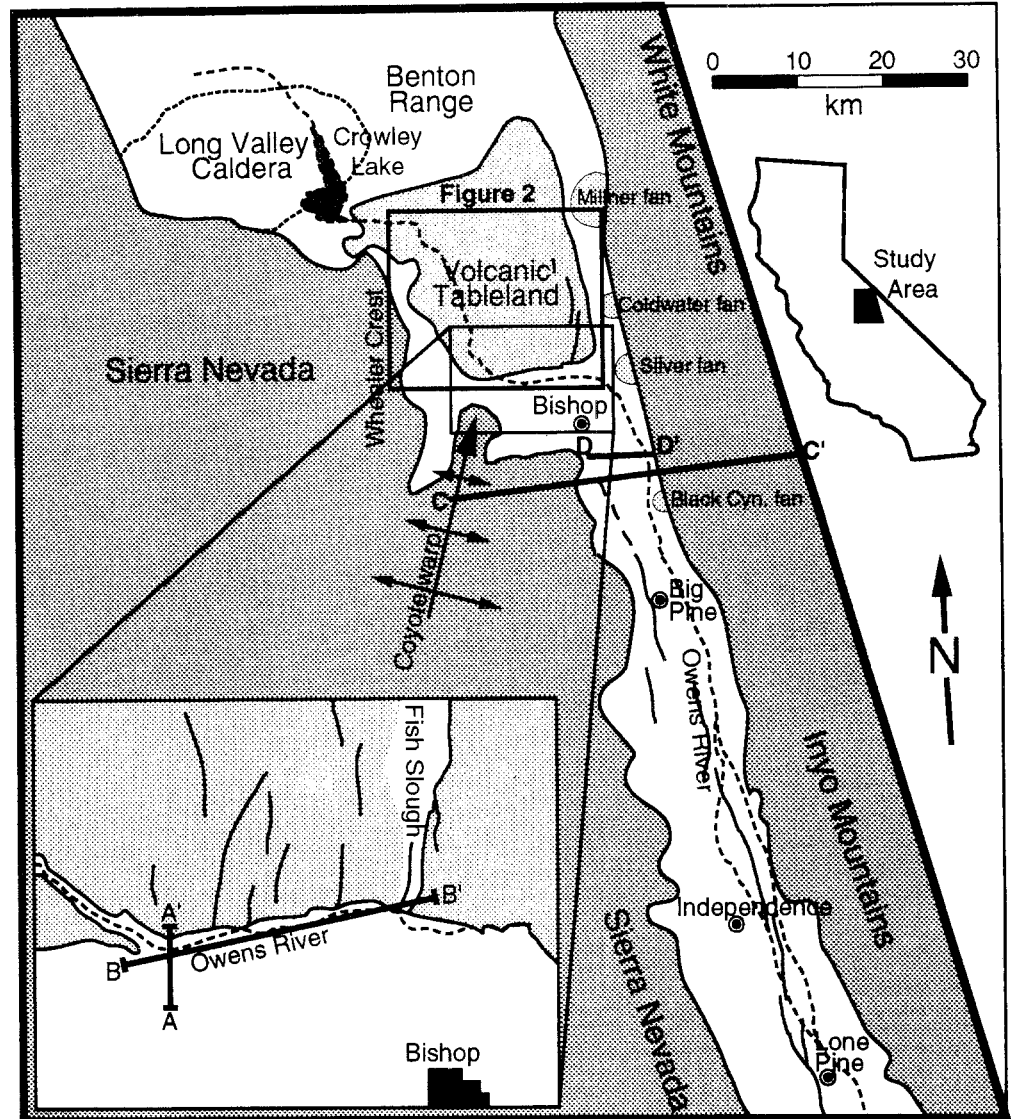 White Mountains
0 10 20 30
km
Benton
Range
Long Valley
Caldera
Crowley
Lake
Figure 2
Millner fan
Volcanic
Tableland
Study
Area
Coldwater fan
Wheeler Crest
Sierra Nevada
Silver fan
Bishop
D
D'
C'
C
Black Cyn. fan
Coyote warp
Big
Pine
N
Owens River
Inyo Mountains
Fish Slough
A'
B'
B
Owens River
A
Bishop
Independence
Sierra Nevada
Lone
Pine